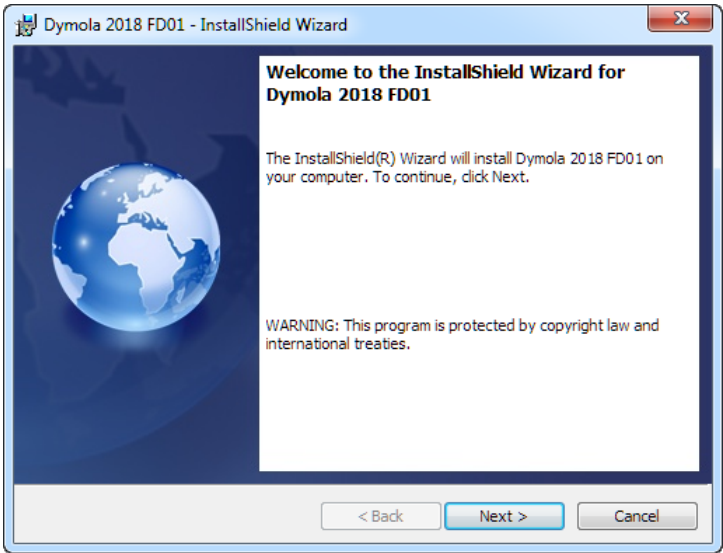 Dymola 2018 FD01 - InstallShield Wizard
Welcome to the InstallShield Wizard for
Dymola 2018 FD01
The InstallShield(R) Wizard will install Dymola 2018 FD01 on
your computer. To continue, click Next.
WARNING: This program is protected by copyright law and
international treaties.
< Back
Next >
Cancel